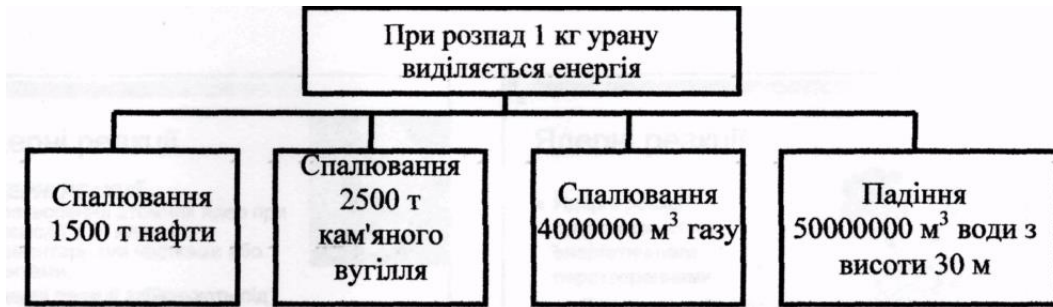 При розпад 1 кг урану
виділяється енергія
Спалювання
1500 т нафти
Спалювання
2500 т
кам'яного
вугілля
Спалювання
4000000 м³ газу
Падіння
50000000 м³ води з
висоти 30 м